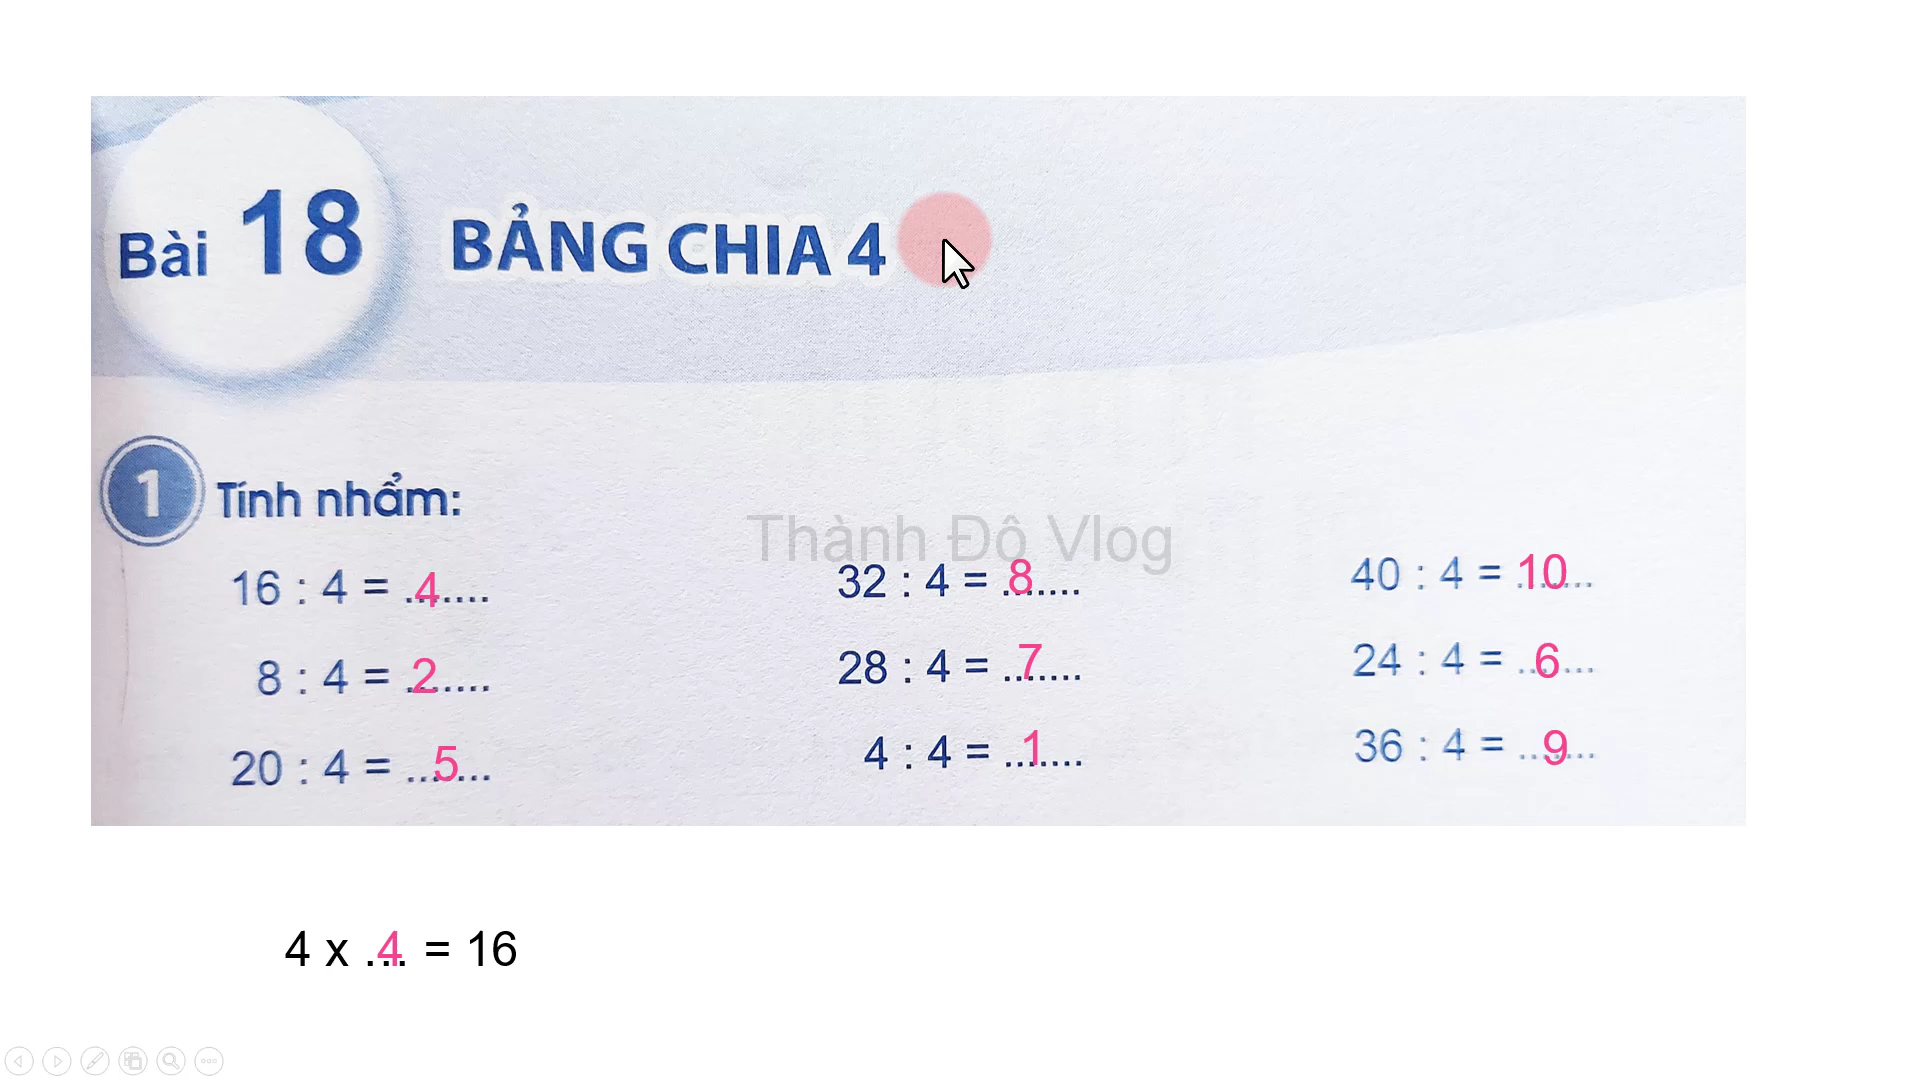 Bài 18 BẢNG CHIA 4
1 Tính nhẩm:
Thành Đô Vlog
16 : 4 = .4.....
32 : 4 = .8.....
40 : 4 = 10.....
8 : 4 = .2.....
28 : 4 = ..7....
24 : 4 = ..6...
20 : 4 = ...5...
4 : 4 = ..1....
36 : 4 = ...9...
4 x .4. = 16